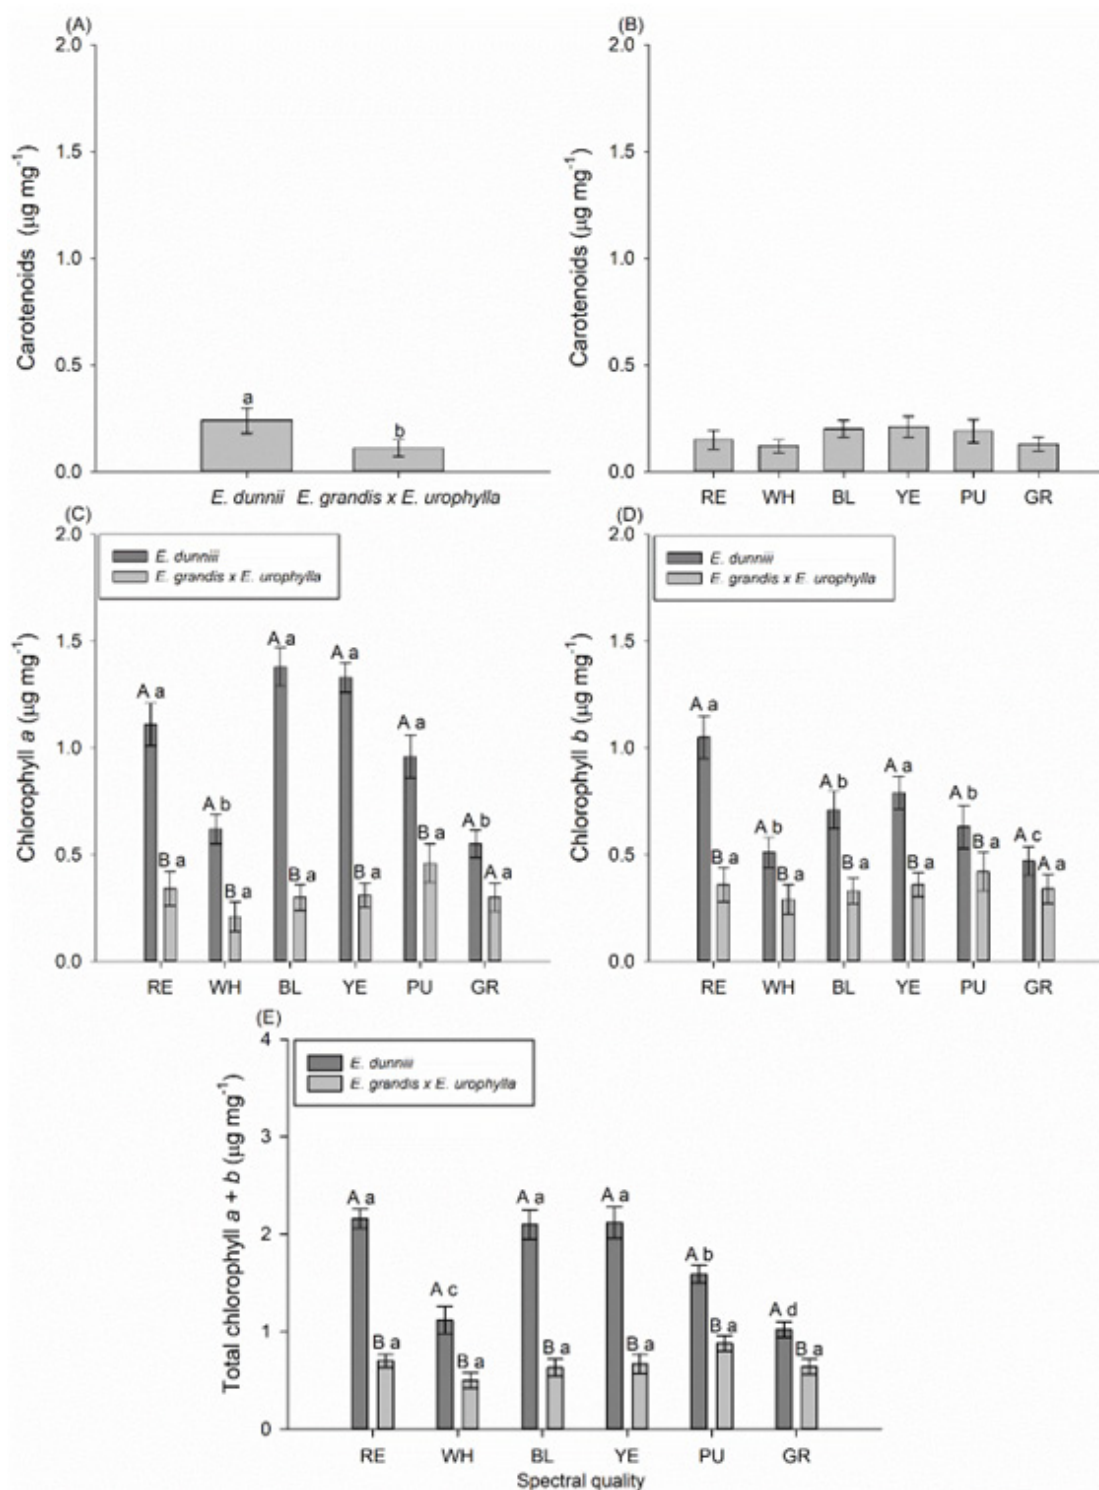 (A)
2.0
1.5
1.0
0.5
0.0
Carotenoids (µg mg-1)
a
b
E. dunnii E. grandis x E. urophylla
(B)
2.0
1.5
1.0
0.5
0.0
Carotenoids (µg mg-1)
RE WH BL YE PU GR
(C)
E. dunniii
E. grandis x E. urophylla
2.0
1.5
1.0
0.5
0.0
Chlorophyll a (µg mg-1)
A a B a A b B a A a B a A a B a A a B a A b A a
RE WH BL YE PU GR
(D)
E. dunniii
E. grandis x E. urophylla
2.0
1.5
1.0
0.5
0.0
Chlorophyll b (µg mg-1)
A a B a A b B a A b B a A a B a A b B a A c A a
RE WH BL YE PU GR
(E)
E. dunniii
E. grandis x E. urophylla
4
3
2
1
0
Total chlorophyll a + b (µg mg-1)
A a B a A c B a A a B a A a B a A b B a A d B a
RE WH BL YE PU GR
Spectral quality